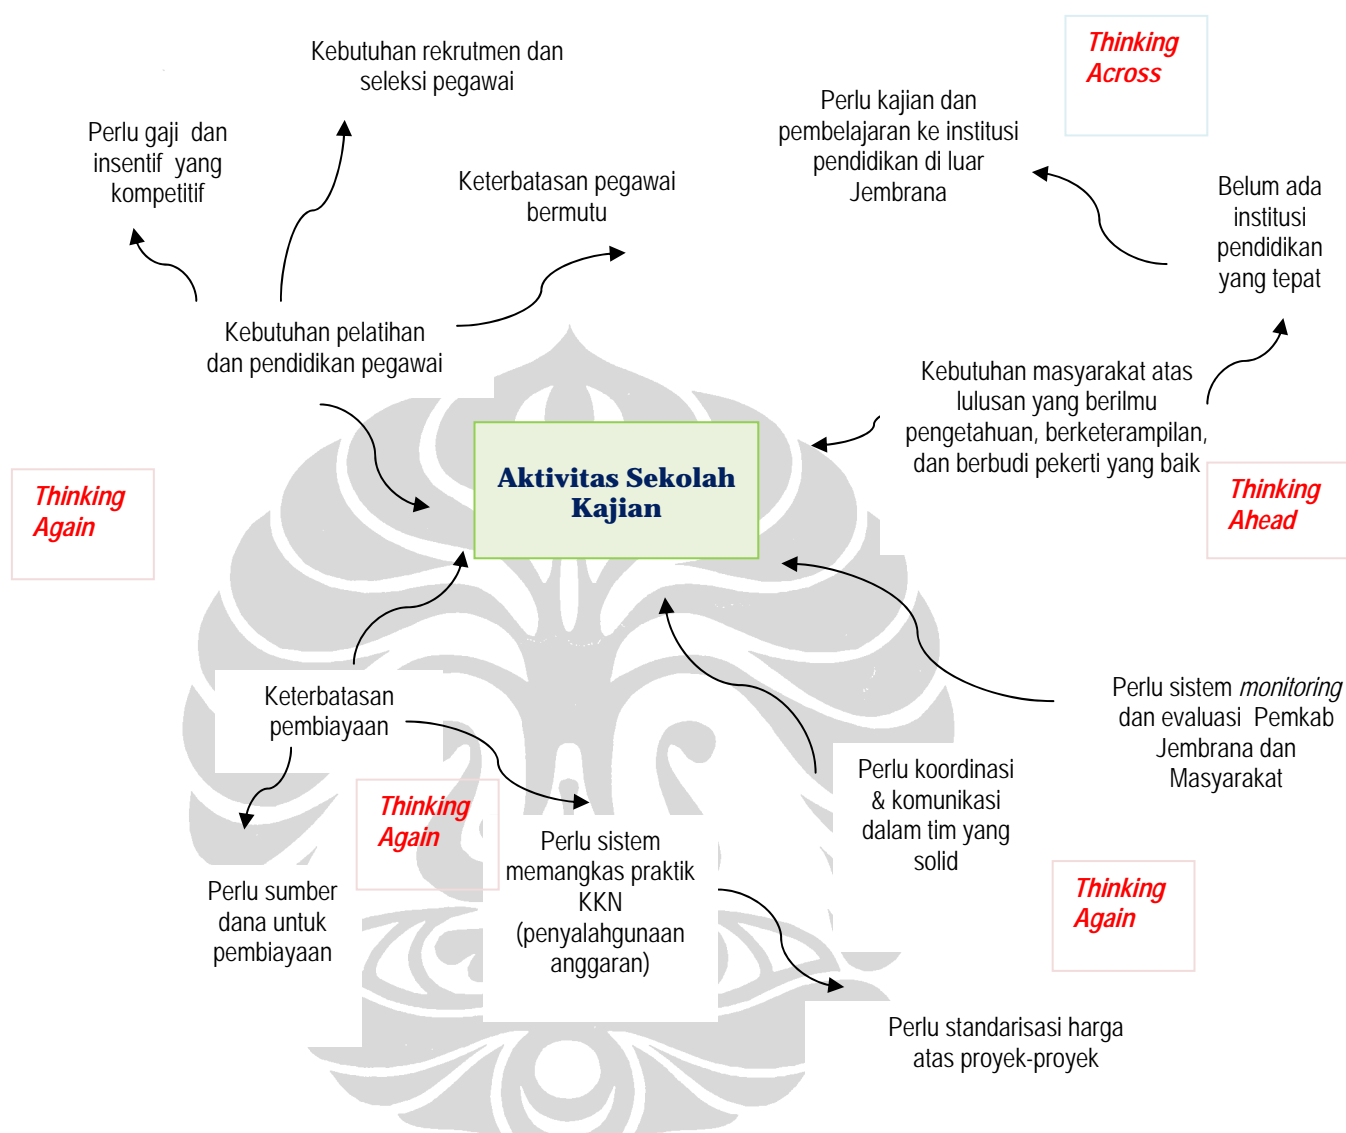 Kebutuhan rekrutmen dan
seleksi pegawai
Thinking
Across
Perlu kajian dan
pembelajaran ke institusi
pendidikan di luar
Jembrana
Perlu gaji dan
insentif yang
kompetitif
Keterbatasan pegawai
bermutu
Belum ada
institusi
pendidikan
yang tepat
Kebutuhan pelatihan
dan pendidikan pegawai
Kebutuhan masyarakat atas
lulusan yang berilmu
pengetahuan, berketerampilan,
dan berbudi pekerti yang baik
Aktivitas Sekolah
Kajian
Thinking
Again
Thinking
Ahead
Keterbatasan
pembiayaan
Perlu sistem monitoring
dan evaluasi Pemkab
Jembrana dan
Masyarakat
Perlu koordinasi
& komunikasi
dalam tim yang
solid
Thinking
Again
Perlu sistem
memangkas praktik
KKN
(penyalahgunaan
anggaran)
Perlu sumber
dana untuk
pembiayaan
Thinking
Again
Perlu standarisasi harga
atas proyek-proyek